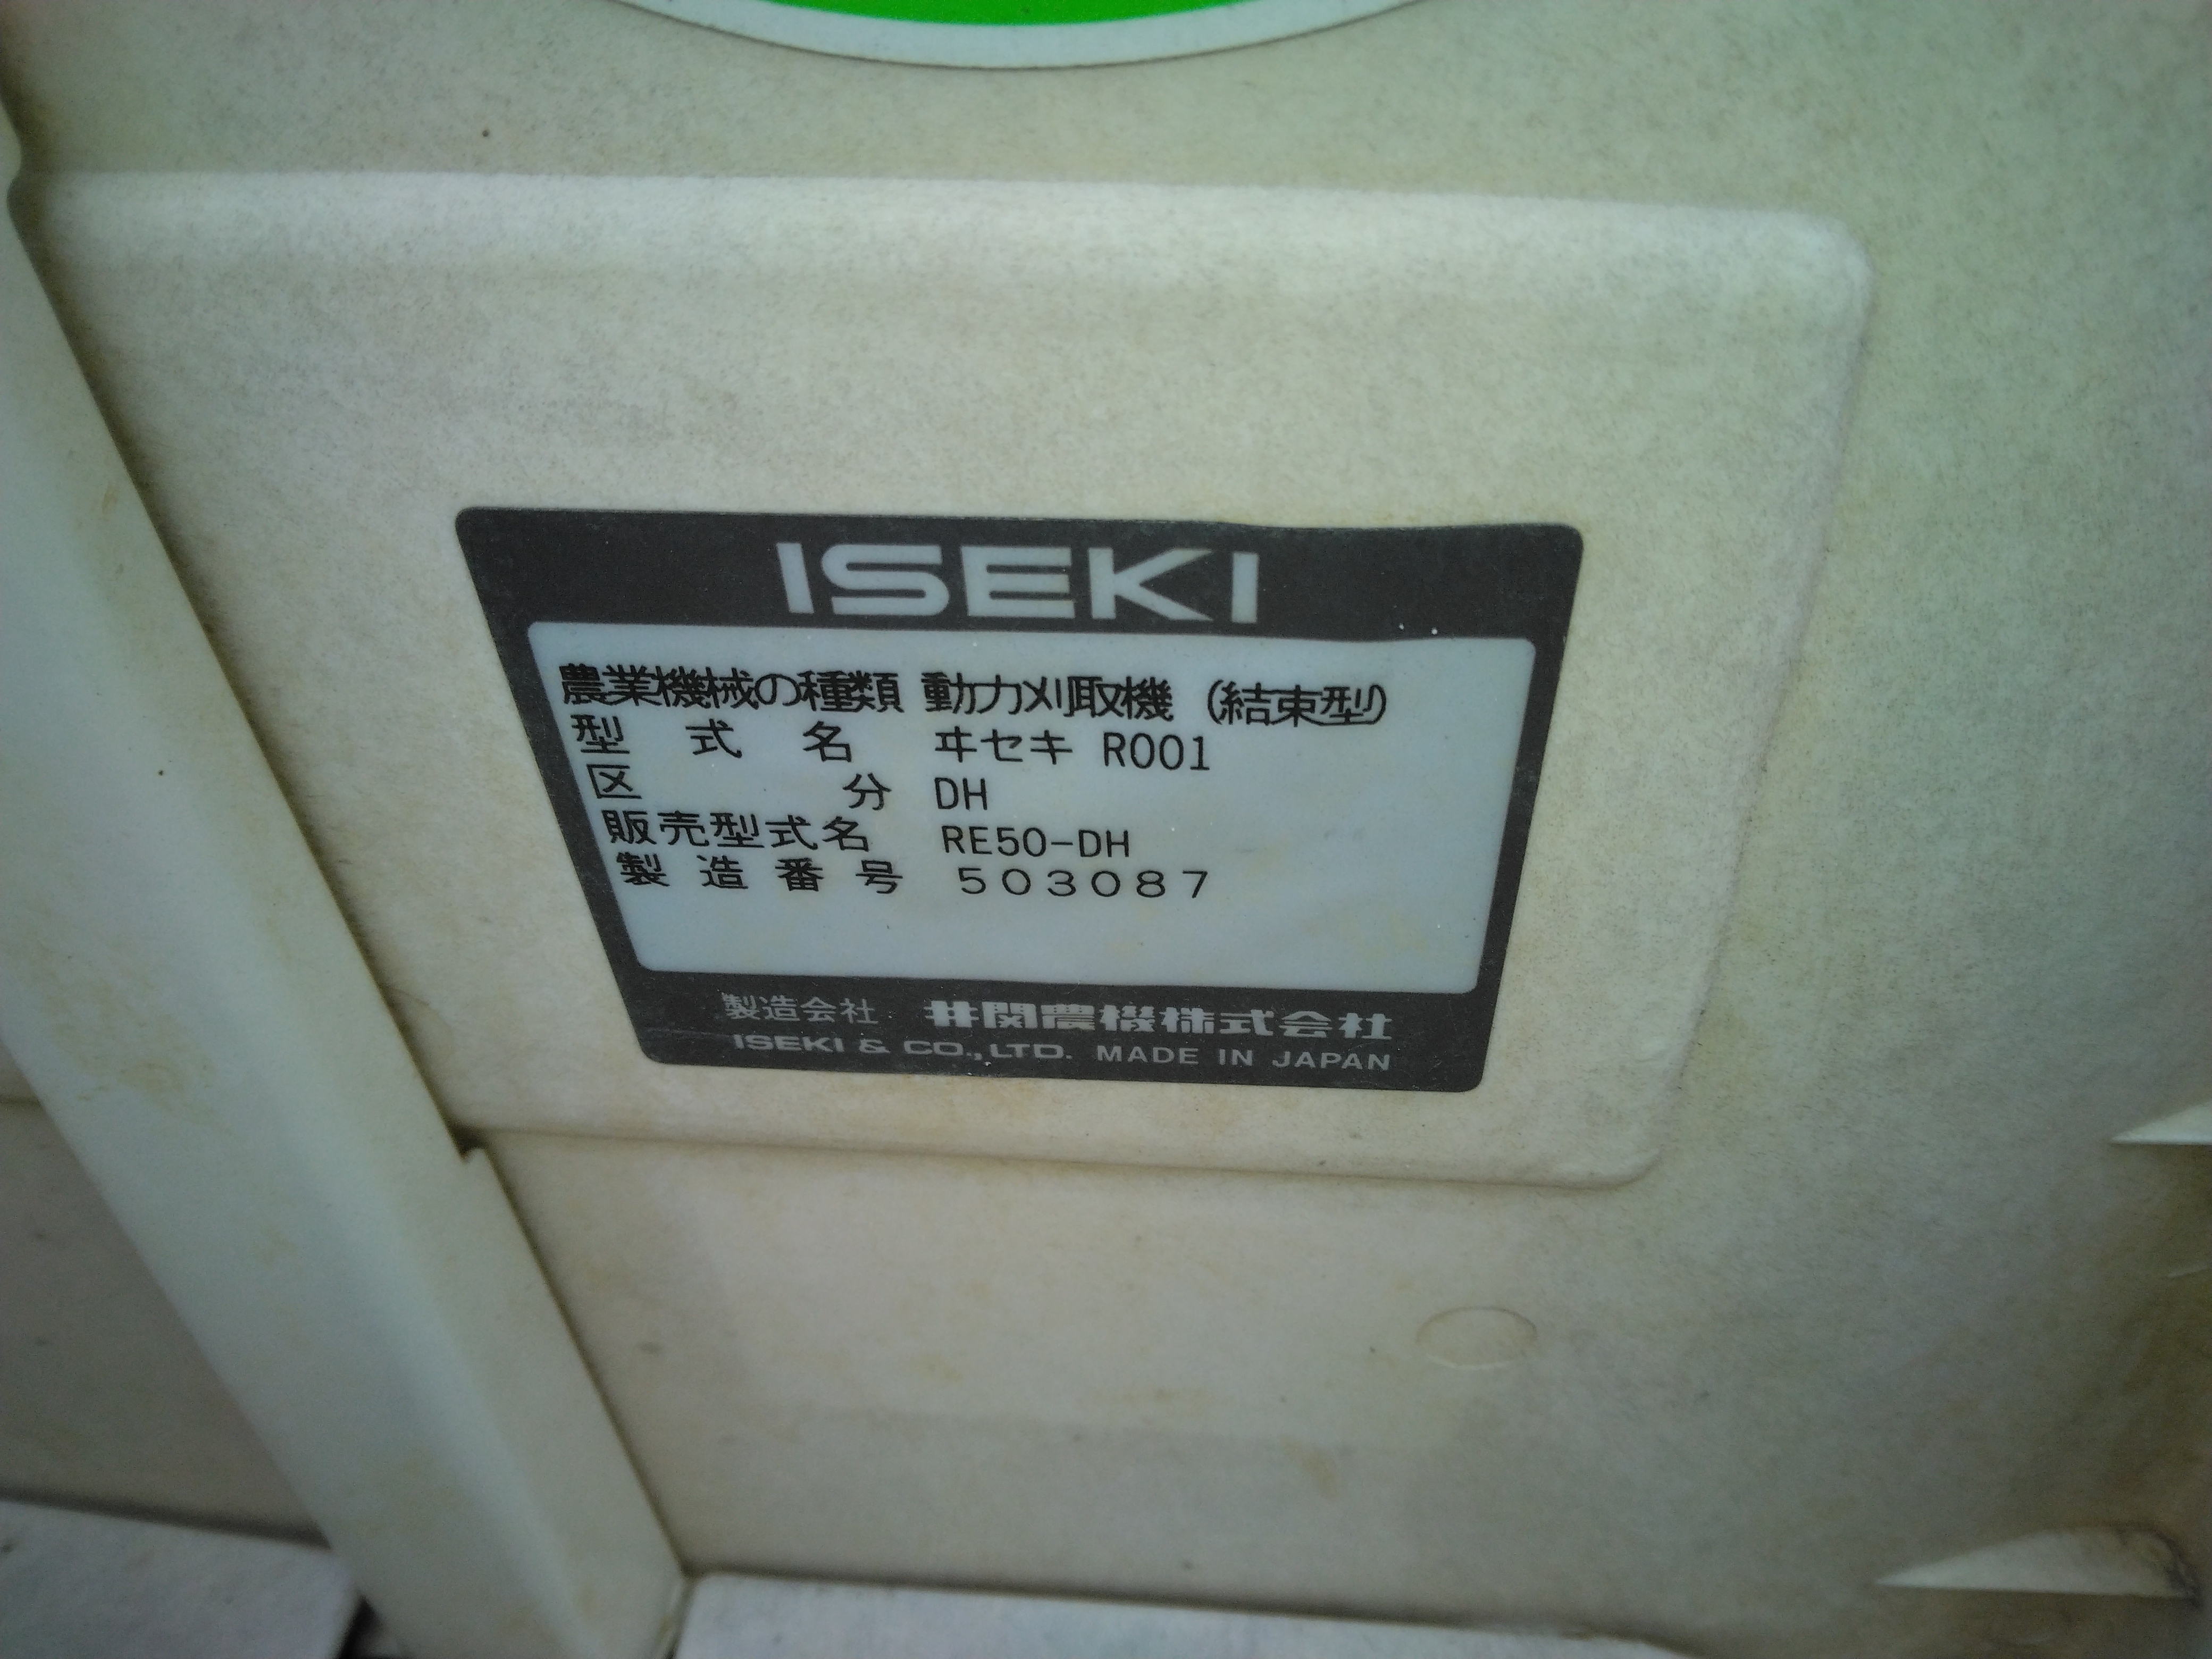 ISEKI
農業機械の種類 動力刈取機 (結束型)
型式名 ヰセキ R001
区分 DH
販売型式名 RE50-DH
製造番号 503087
製造会社 井関農機株式会社
ISEKI & CO.,LTD. MADE IN JAPAN